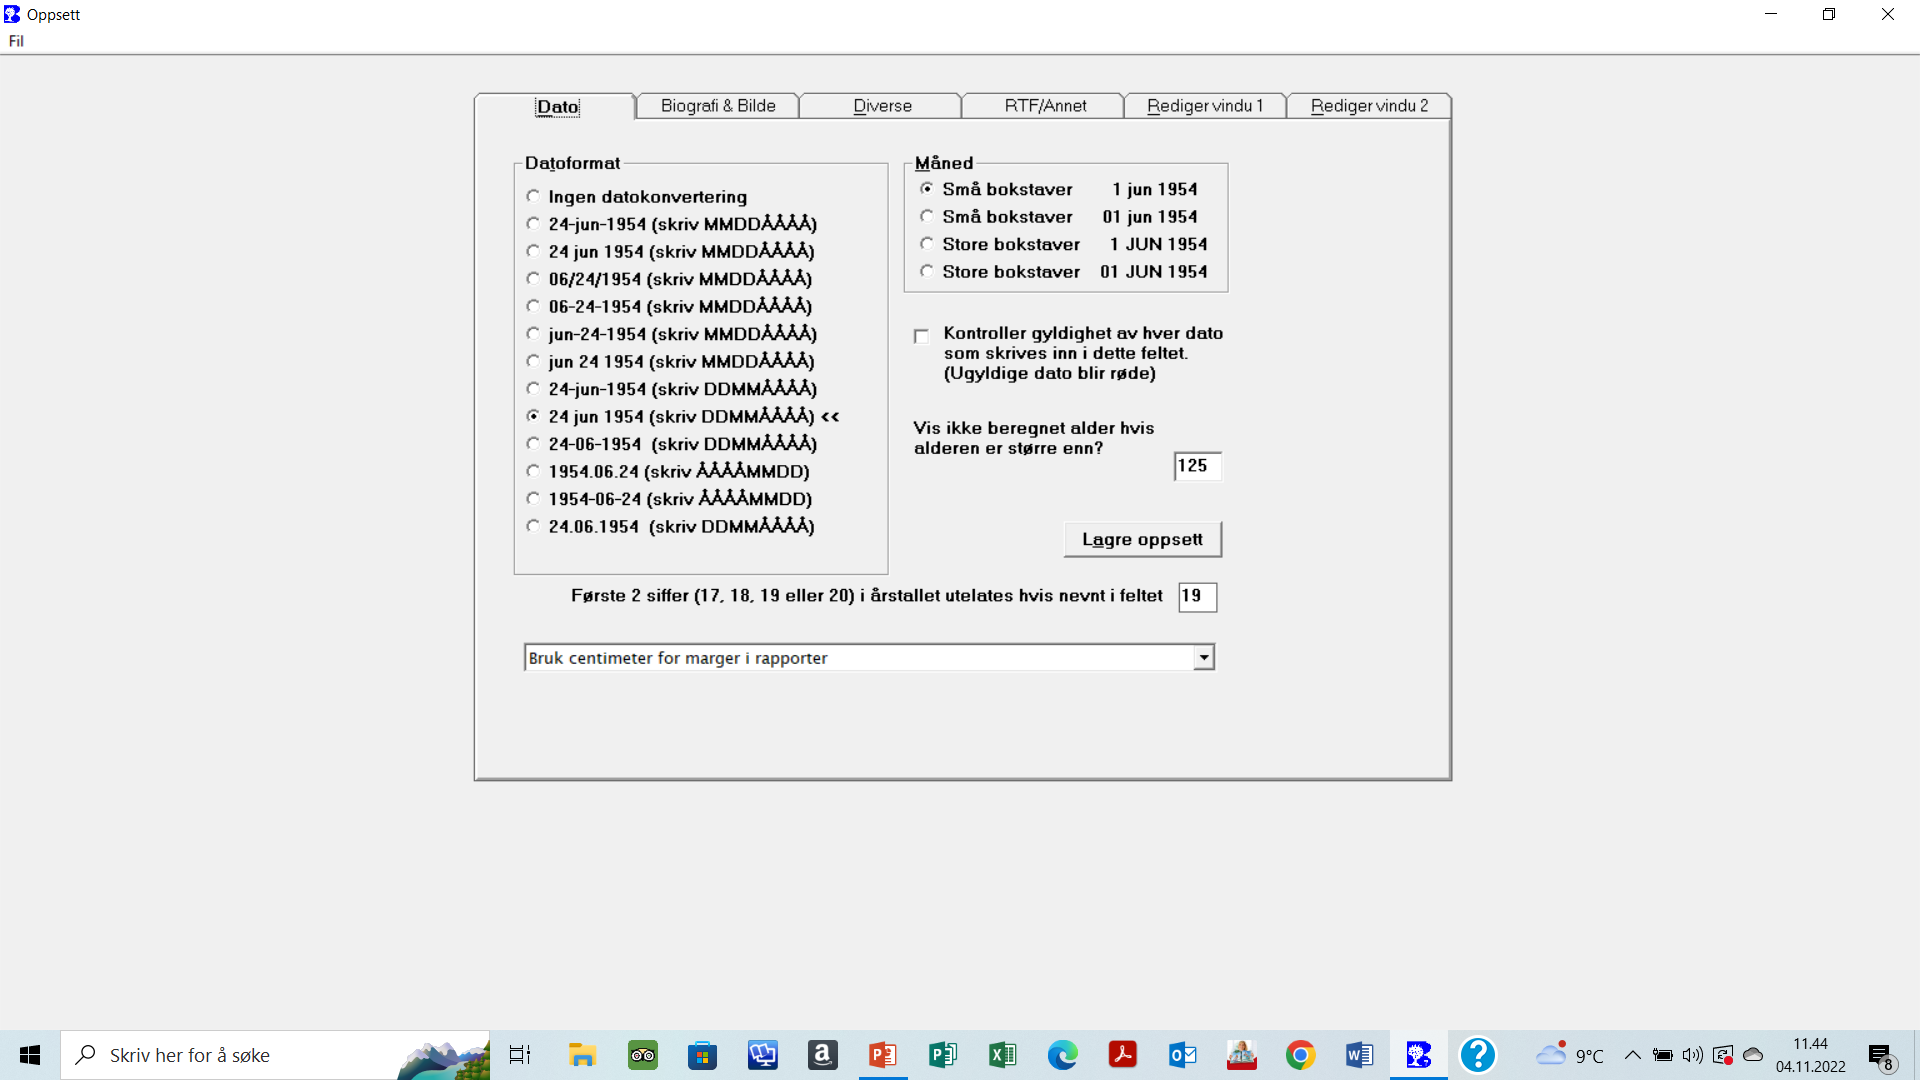 Oppsett
Fil
Dato
Biografi & Bilde
Diverse
RTF/Annet
Rediger vindu 1
Rediger vindu 2
Datoformat
Ingen datokonvertering
24-jun-1954 (skriv MMDDÅÅÅÅ)
24 jun 1954 (skriv MMDDÅÅÅÅ)
06/24/1954 (skriv MMDDÅÅÅÅ)
06-24-1954 (skriv MMDDÅÅÅÅ)
jun-24-1954 (skriv MMDDÅÅÅÅ)
jun 24 1954 (skriv MMDDÅÅÅÅ)
24-jun-1954 (skriv DDMMÅÅÅÅ)
24 jun 1954 (skriv DDMMÅÅÅÅ) <<
24-06-1954 (skriv DDMMÅÅÅÅ)
1954.06.24 (skriv ÅÅÅÅMMDD)
1954-06-24 (skriv ÅÅÅÅMMDD)
24.06.1954 (skriv DDMMÅÅÅÅ)
Måned
Små bokstaver 1 jun 1954
Små bokstaver 01 jun 1954
Store bokstaver 1 JUN 1954
Store bokstaver 01 JUN 1954
Kontroller gyldighet av hver dato
som skrives inn i dette feltet.
(Ugyldige dato blir røde)
Vis ikke beregnet alder hvis
alderen er større enn?
125
Lagre oppsett
Første 2 siffer (17, 18, 19 eller 20) i årstallet utelates hvis nevnt i feltet 19
Bruk centimeter for marger i rapporter
Skriv her for å søke
9°C
11.44
04.11.2022
8